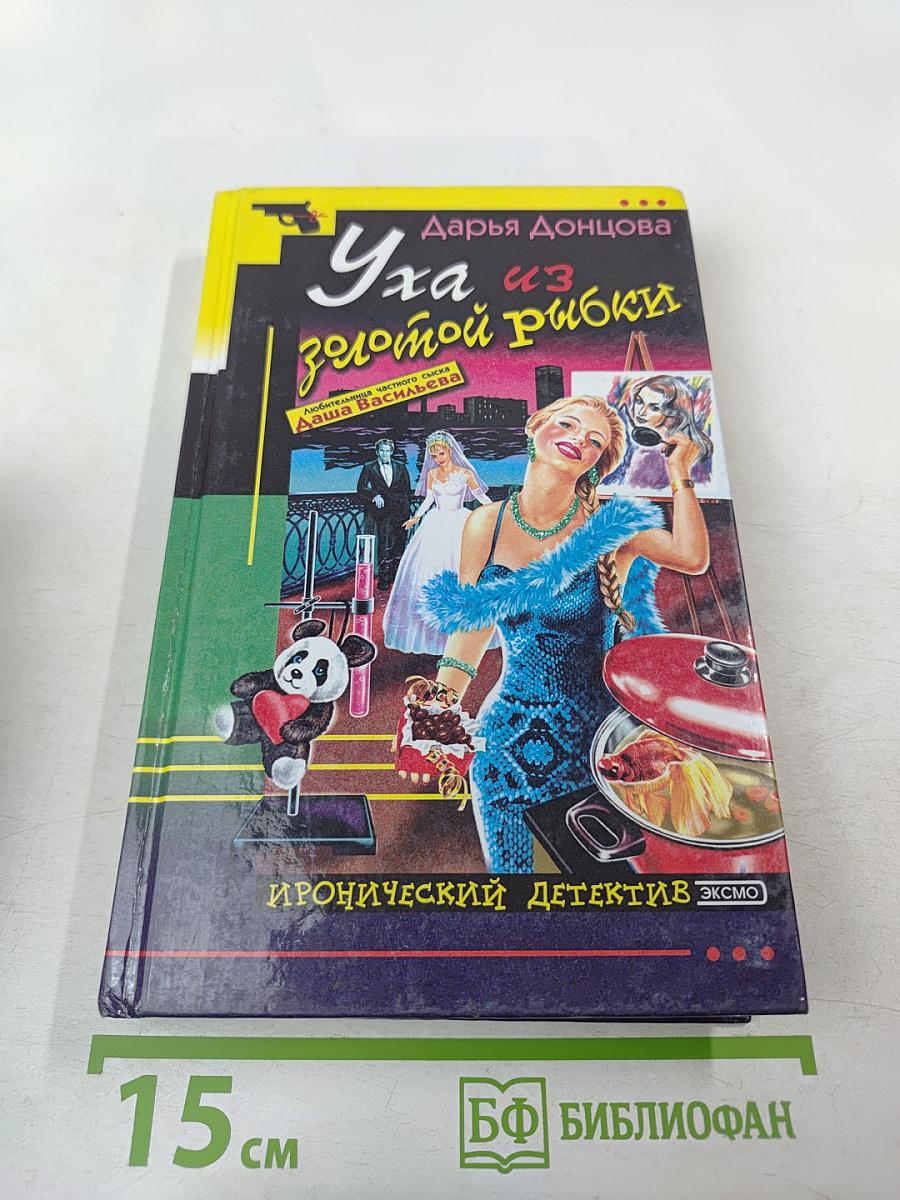 Дарья Донцова
Уха из
золотой рыбки
Любительница частного сыска
Даша Васильева
ИРОНИЧЕСКИЙ ДЕТЕКТИВ
ЭКСМО
15 см
БФ БИБЛИОФАН